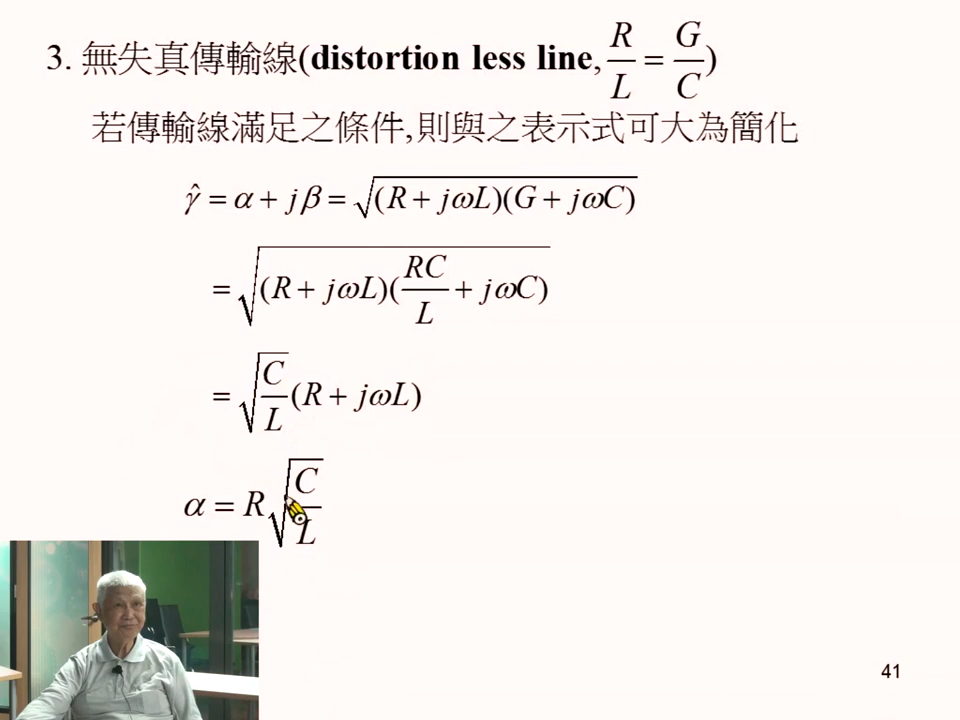 3. 無失真傳輸線(distortion less line, R/L = G/C)
若傳輸線滿足之條件,則與之表示式可大為簡化
γ̂ = α + jβ = √((R + jωL)(G + jωC))
= √((R + jωL)(RC/L + jωC))
= √(C/L) (R + jωL)
α = R√(C/L)
41